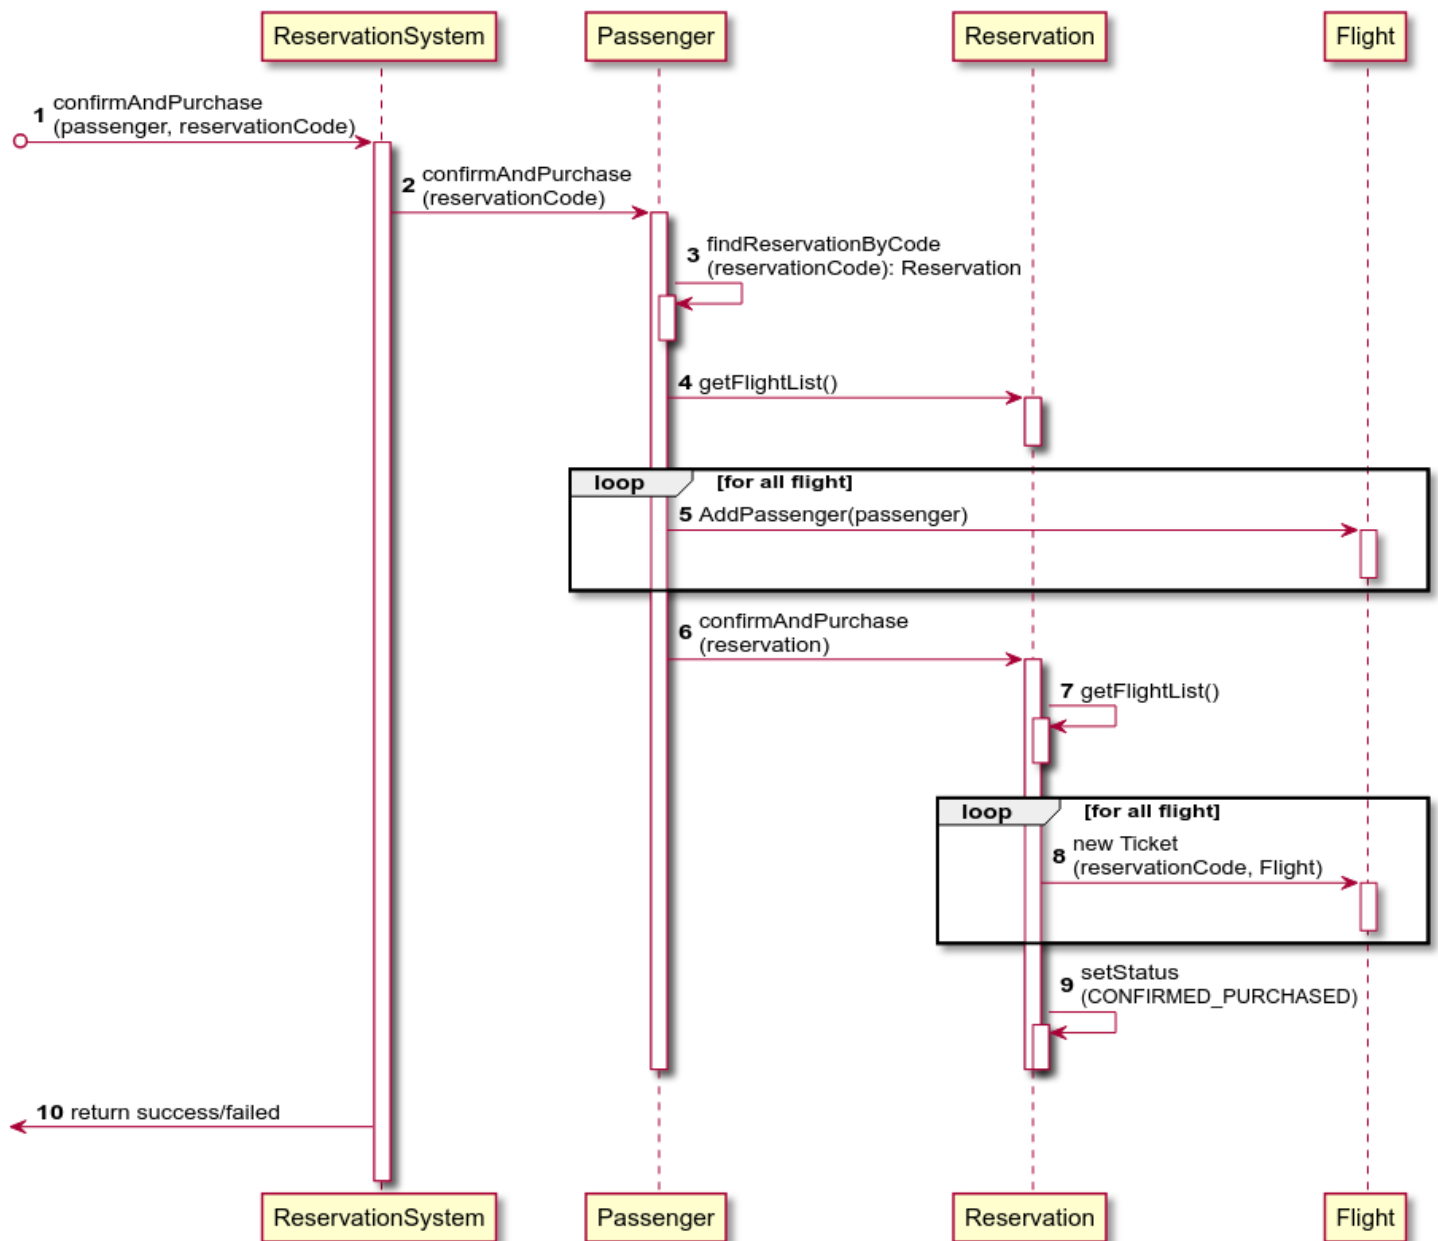 ReservationSystem
Passenger
Reservation
Flight
1 confirmAndPurchase
(passenger, reservationCode)
2 confirmAndPurchase
(reservationCode)
3 findReservationByCode
(reservationCode): Reservation
4 getFlightList()
loop [for all flight]
5 AddPassenger(passenger)
6 confirmAndPurchase
(reservation)
7 getFlightList()
loop [for all flight]
8 new Ticket
(reservationCode, Flight)
9 setStatus
(CONFIRMED_PURCHASED)
10 return success/failed
ReservationSystem
Passenger
Reservation
Flight